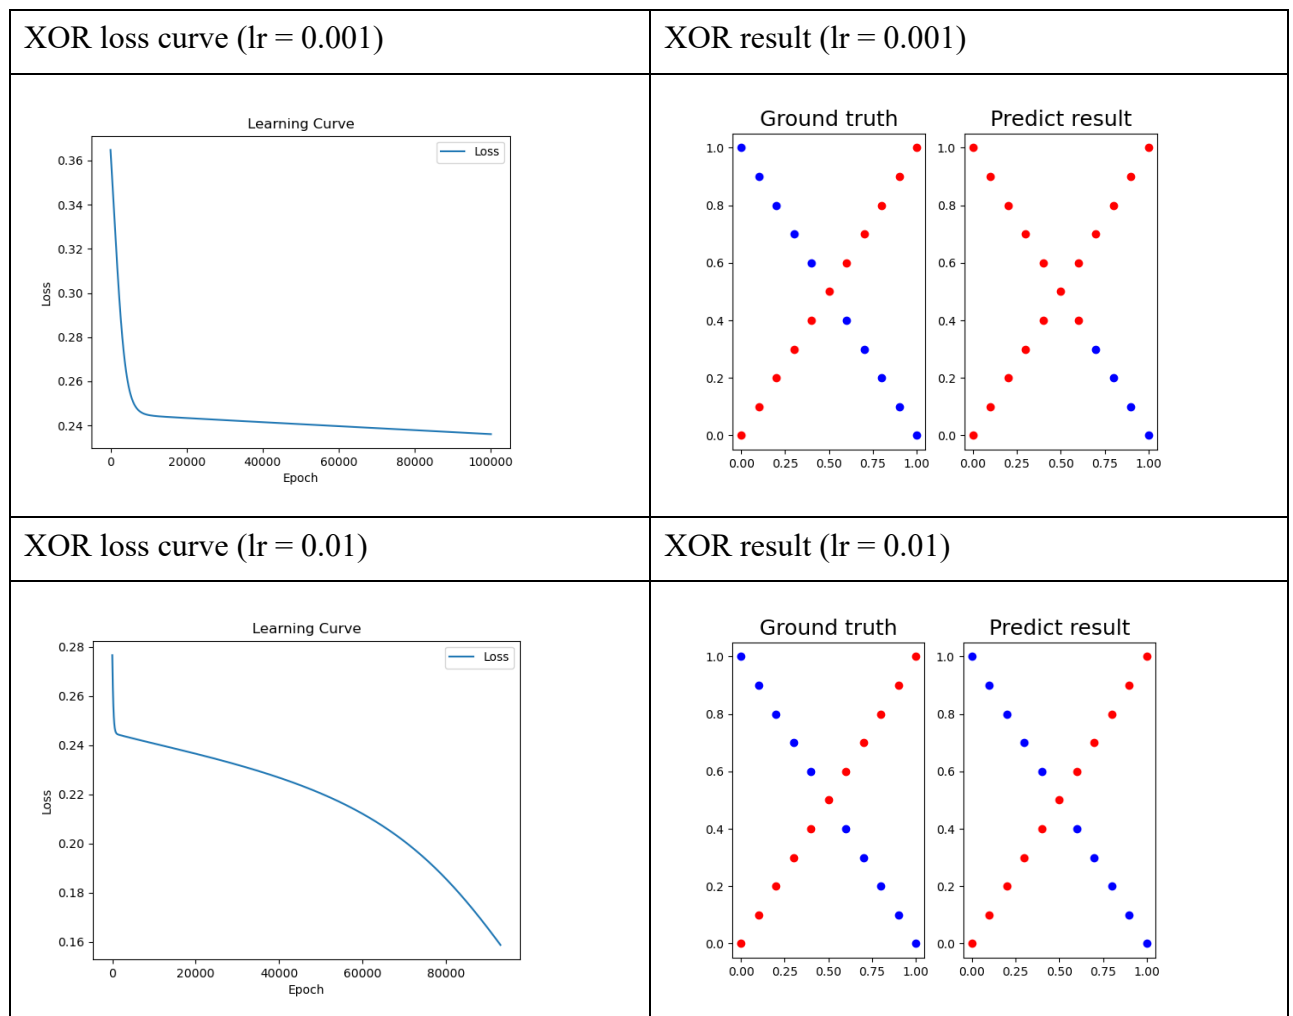 XOR loss curve (lr = 0.001)
XOR result (lr = 0.001)
Learning Curve
Loss
0.36
0.34
0.32
0.30
0.28
0.26
0.24
Loss
0 20000 40000 60000 80000 100000
Epoch
Ground truth
1.0
0.8
0.6
0.4
0.2
0.0
0.00 0.25 0.50 0.75 1.00
Predict result
1.0
0.8
0.6
0.4
0.2
0.0
0.00 0.25 0.50 0.75 1.00
XOR loss curve (lr = 0.01)
XOR result (lr = 0.01)
Learning Curve
Loss
0.28
0.26
0.24
0.22
0.20
0.18
0.16
Loss
0 20000 40000 60000 80000
Epoch
Ground truth
1.0
0.8
0.6
0.4
0.2
0.0
0.00 0.25 0.50 0.75 1.00
Predict result
1.0
0.8
0.6
0.4
0.2
0.0
0.00 0.25 0.50 0.75 1.00